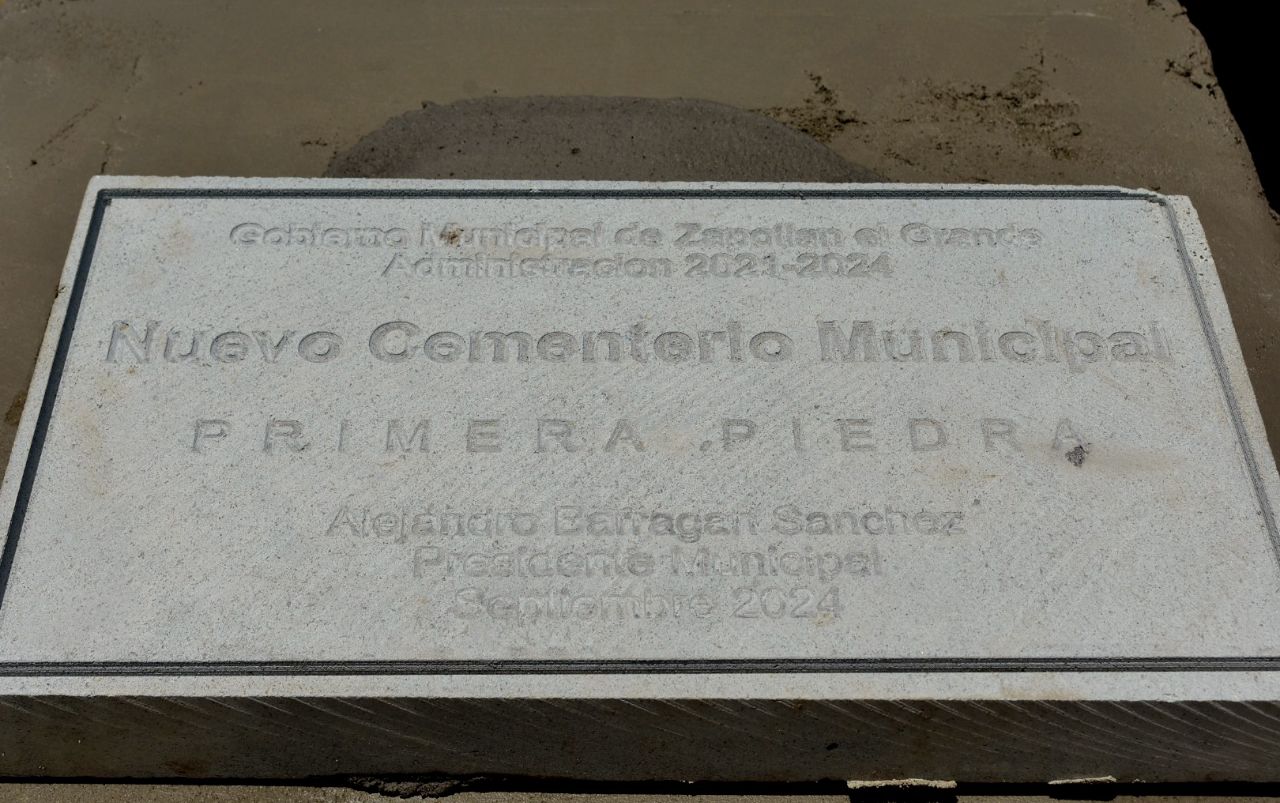 Gobierno Municipal de Zapotlan el Grande
Administracion 2021-2024
Nuevo Cementerio Municipal
PRIMERA PIEDRA
Alejandro Barragan Sanchez
Presidente Municipal
Septiembre 2024